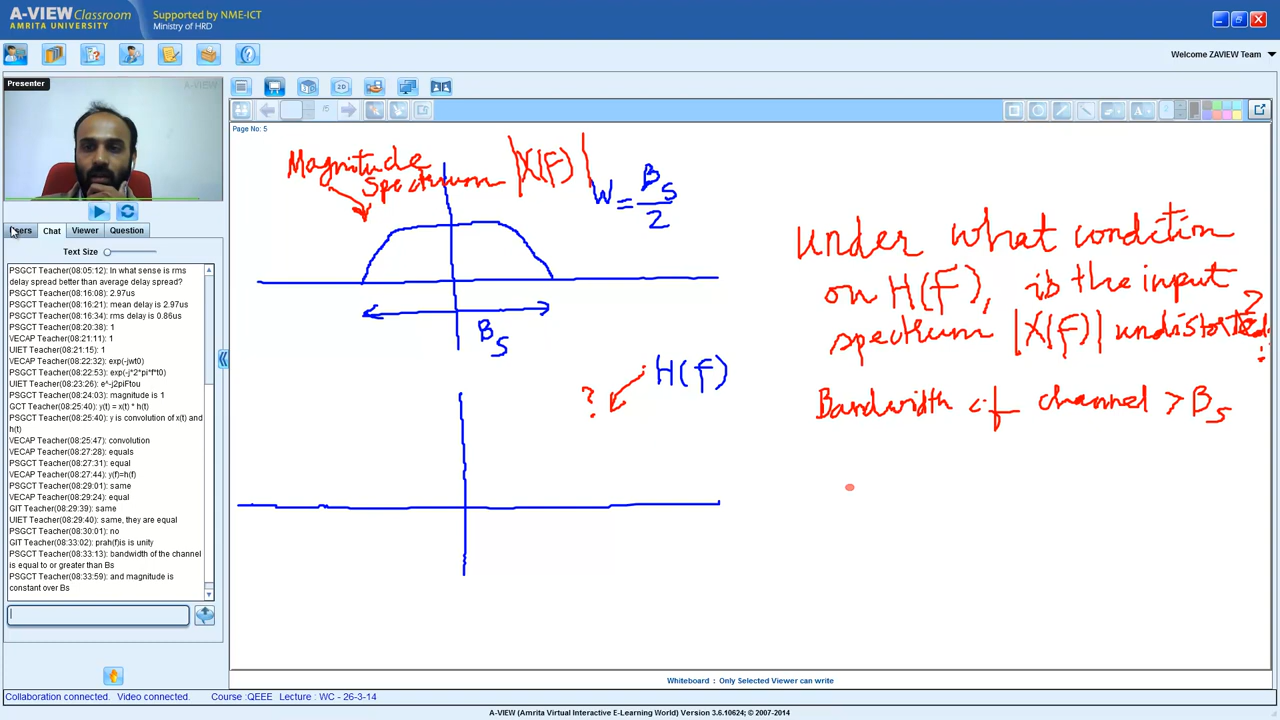 A-VIEW Classroom
AMRITA UNIVERSITY
Supported by NME-ICT
Ministry of HRD
Welcome ZAVIEW Team
Presenter
A-VIEW
Users
Chat
Viewer
Question
Text Size
PSGCT Teacher(08:05:12): In what sense is rms
delay spread better than average delay spread?
PSGCT Teacher(08:16:08): 2.97us
PSGCT Teacher(08:16:21): mean delay is 2.97us
PSGCT Teacher(08:16:34): rms delay is 0.86us
PSGCT Teacher(08:20:38): 1
VECAP Teacher(08:21:11): 1
UIET Teacher(08:21:15): 1
VECAP Teacher(08:22:32): exp(-jwt0)
PSGCT Teacher(08:22:53): exp(-j*2*pi*f*t0)
UIET Teacher(08:23:26): e^-j2piFtou
PSGCT Teacher(08:24:03): magnitude is 1
GCT Teacher(08:25:40): y(t) = x(t) * h(t)
PSGCT Teacher(08:25:40): y is convolution of x(t) and
h(t)
VECAP Teacher(08:25:47): convolution
VECAP Teacher(08:27:28): equals
PSGCT Teacher(08:27:31): equal
VECAP Teacher(08:27:44): y(f)=h(f)
PSGCT Teacher(08:29:01): same
VECAP Teacher(08:29:24): equal
GIT Teacher(08:29:39): same
UIET Teacher(08:29:40): same, they are equal
PSGCT Teacher(08:30:01): no
GIT Teacher(08:33:02): prah(f)is is unity
PSGCT Teacher(08:33:13): bandwidth of the channel
is equal to or greater than Bs
PSGCT Teacher(08:33:59): and magnitude is
constant over Bs
Page No: 5
Magnitude
Spectrum |X(F)|
W = B_S/2
B_S
H(f)
?
Under what condition
on H(F), is the input
spectrum |X(F)| undistorted?
Bandwidth of channel > B_S
Whiteboard : Only Selected Viewer can write
Collaboration connected. Video connected. Course :QEEE Lecture : WC - 26-3-14
A-VIEW (Amrita Virtual Interactive E-Learning World) Version 3.6.10624; © 2007-2014